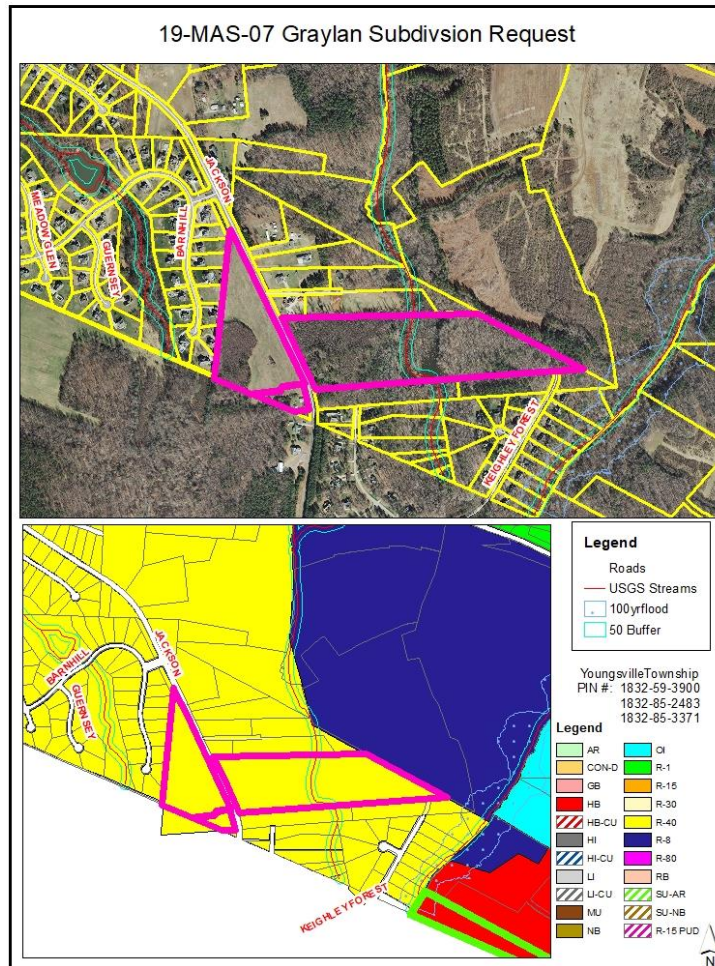 19-MAS-07 Graylan Subdivsion Request
JACKSON
MEADOW GLEN
GUERNSEY
BARNHILL
KEIGHLEY FOREST
JACKSON
BARNHILL
GUERNSEY
KEIGHLEY FOREST
Legend
Roads
USGS Streams
100yrflood
50 Buffer
YoungsvilleTownship
PIN #: 1832-59-3900
1832-85-2483
1832-85-3371
Legend
AR
CON-D
GB
HB
HB-CU
HI
HI-CU
LI
LI-CU
MU
NB
OI
R-1
R-15
R-30
R-40
R-8
R-80
RB
SU-AR
SU-NB
R-15 PUD
N